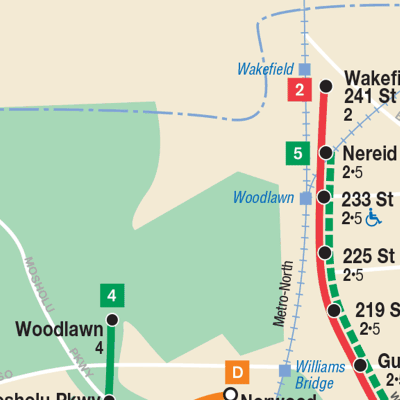 Wakefield
2
Wakefi
241 St
2
5
Nereid
2•5
Woodlawn
233 St
2•5
225 St
2•5
Metro-North
219 S
2•5
MOSHOLU
PKWY
4
Woodlawn
4
Williams
Bridge
Gu
2•
D
Norwood
sholu Pkwy